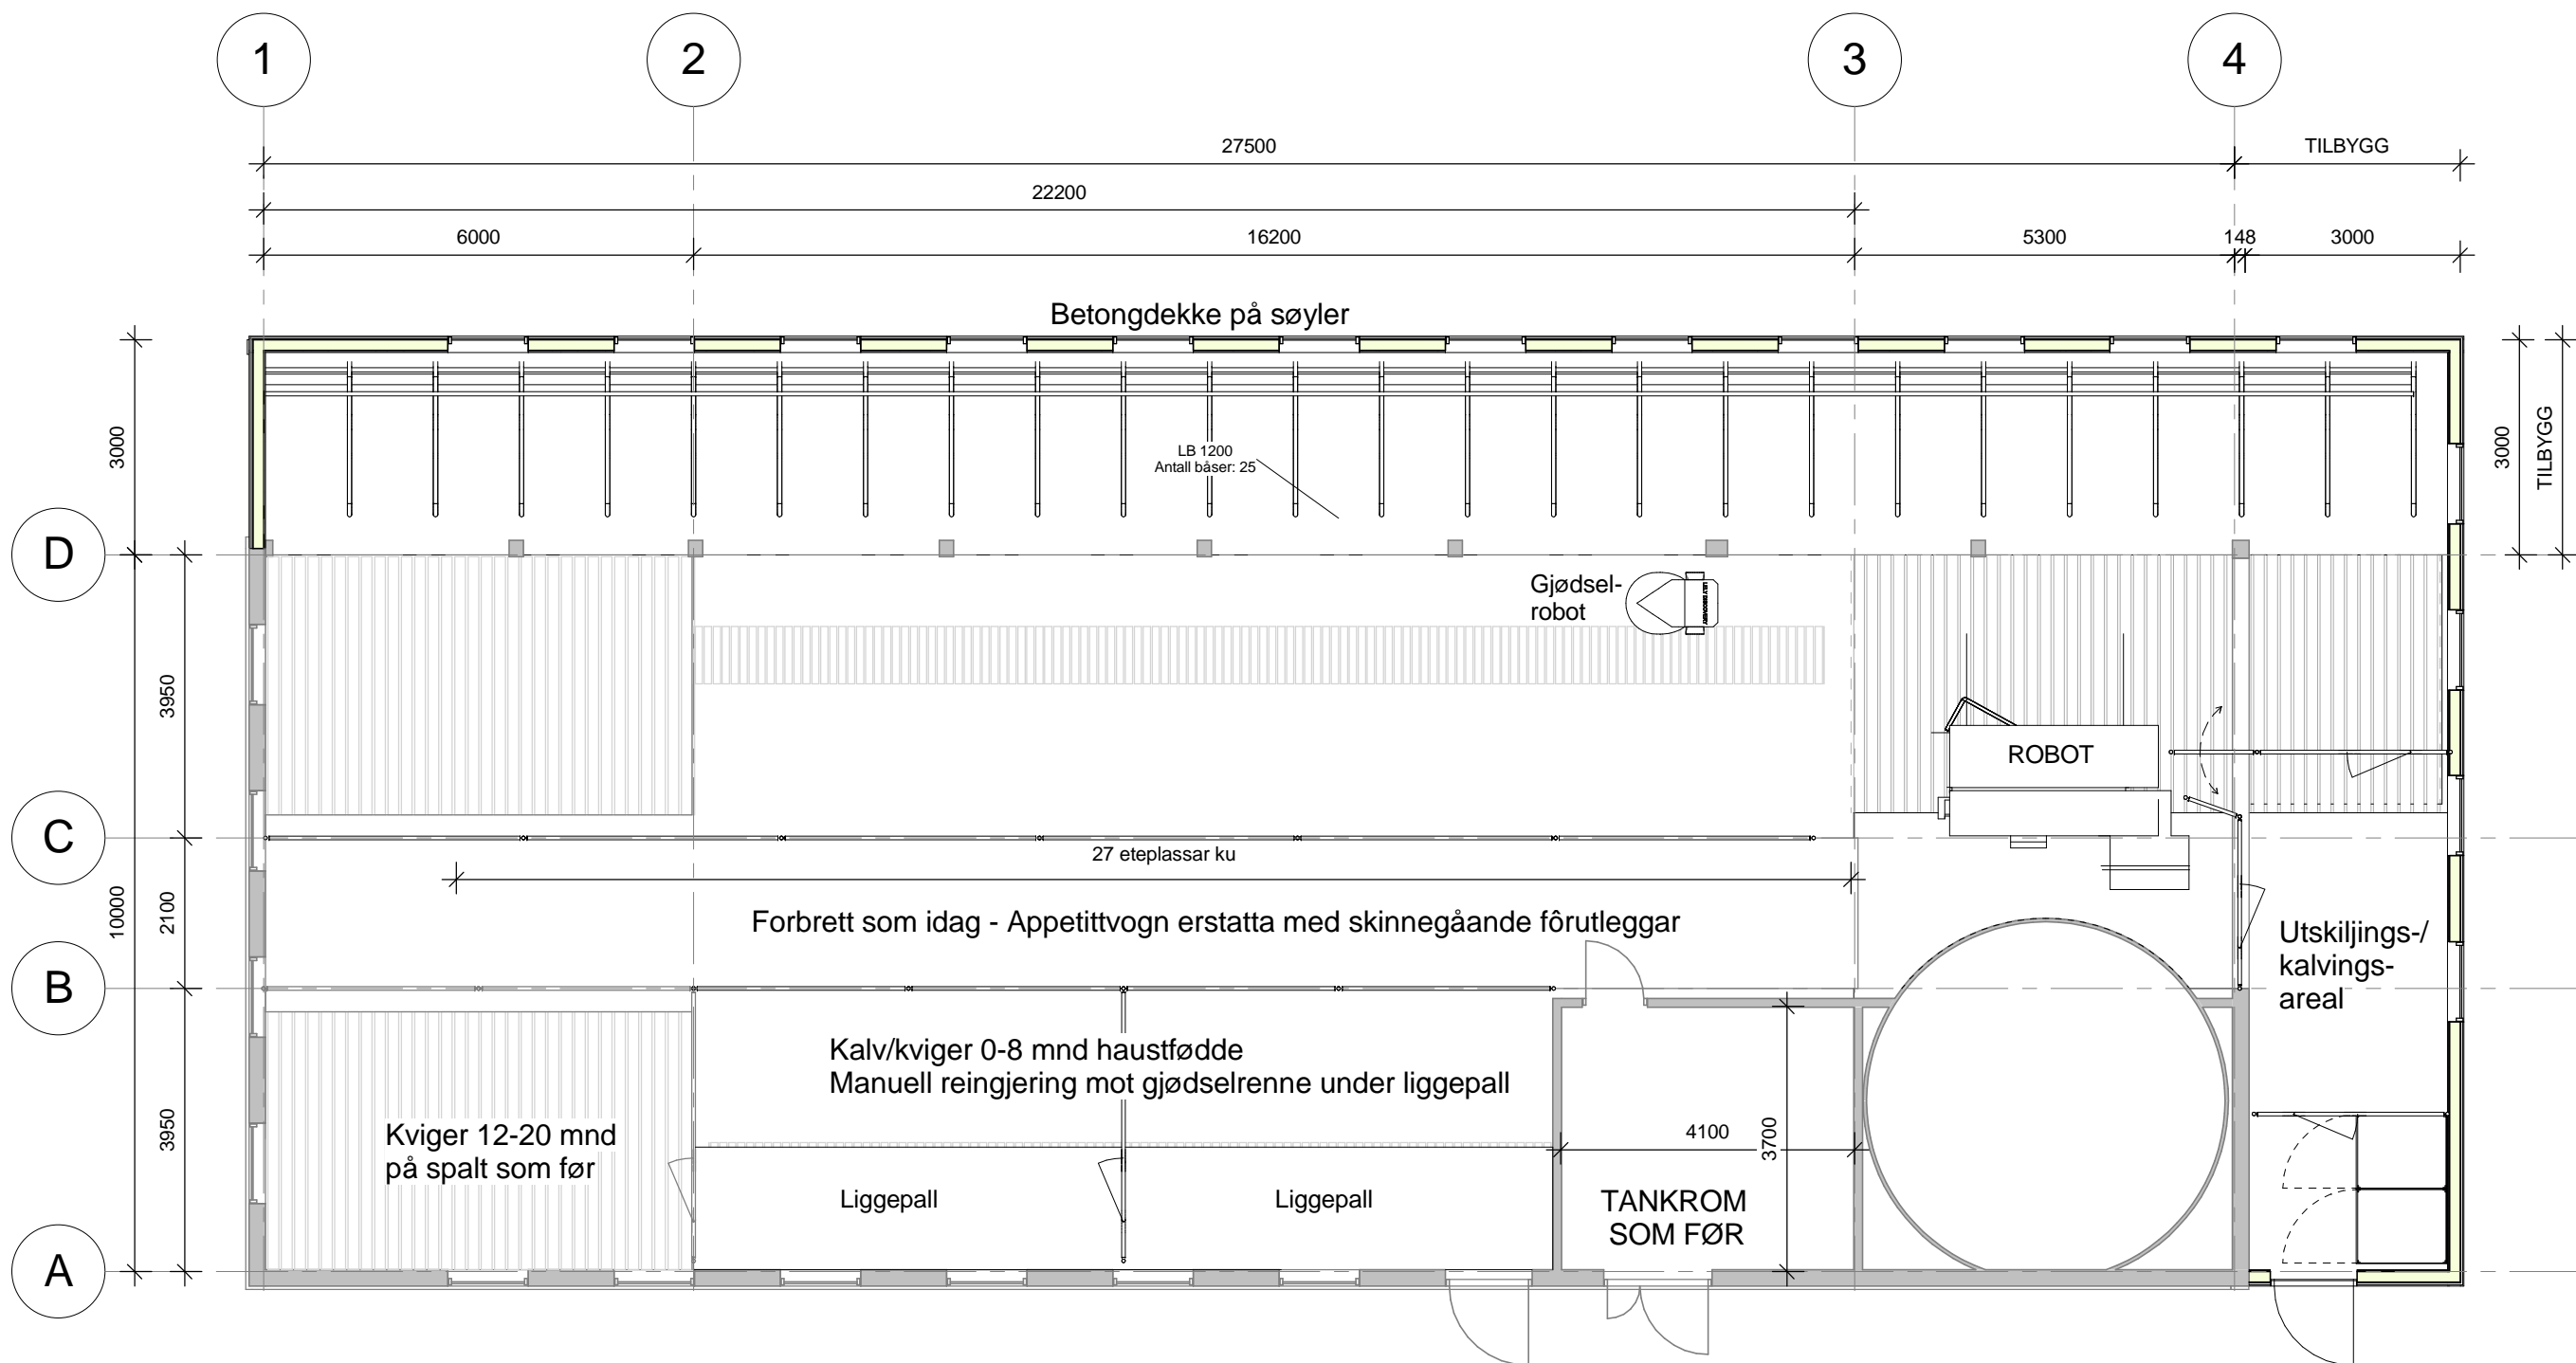 1
2
3
4
27500
TILBYGG
22200
6000
16200
5300
148
3000
Betongdekke på søyler
3000
LB 1200
Antall båser: 25
3000
TILBYGG
D
Gjødsel-
robot
LELY DISCOVERY
3950
ROBOT
C
27 eteplassar ku
10000
2100
Forbrett som idag - Appetittvogn erstatta med skinnegåande fôrutleggar
Utskiljings-/
kalvings-
areal
B
Kalv/kviger 0-8 mnd haustfødde
Manuell reingjering mot gjødselrenne under liggepall
3950
Kviger 12-20 mnd
på spalt som før
4100
3700
Liggepall
Liggepall
TANKROM
SOM FØR
A